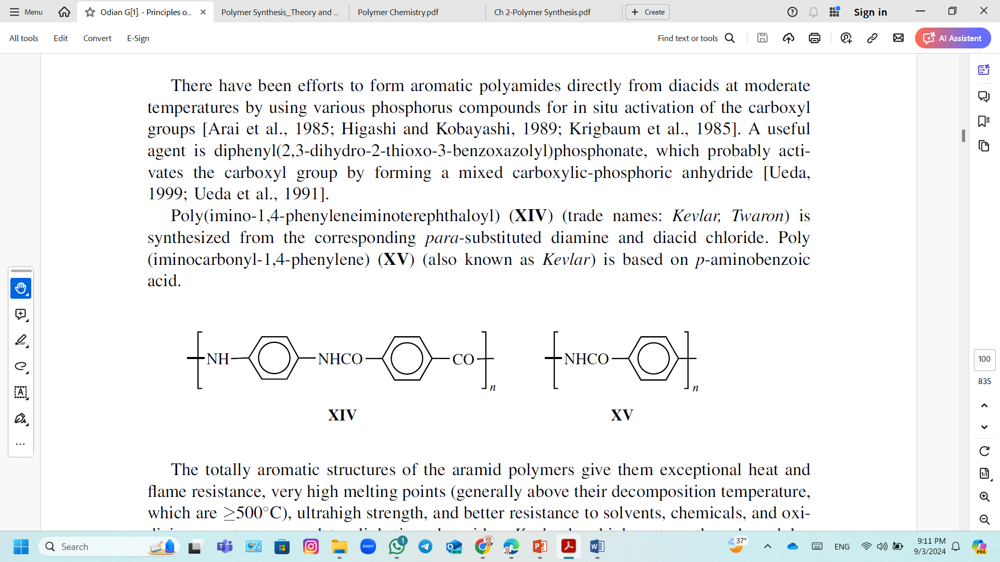 Menu
Odian G[1]. - Principles o...
Polymer Synthesis_Theory and ...
Polymer Chemistry.pdf
Ch 2-Polymer Synthesis.pdf
+ Create
Sign in
All tools
Edit
Convert
E-Sign
Find text or tools
AI Assistant
There have been efforts to form aromatic polyamides directly from diacids at moderate
temperatures by using various phosphorus compounds for in situ activation of the carboxyl
groups [Arai et al., 1985; Higashi and Kobayashi, 1989; Krigbaum et al., 1985]. A useful
agent is diphenyl(2,3-dihydro-2-thioxo-3-benzoxazolyl)phosphonate, which probably acti-
vates the carboxyl group by forming a mixed carboxylic-phosphoric anhydride [Ueda,
1999; Ueda et al., 1991].
Poly(imino-1,4-phenyleneiminoterephthaloyl) (XIV) (trade names: Kevlar, Twaron) is
synthesized from the corresponding para-substituted diamine and diacid chloride. Poly
(iminocarbonyl-1,4-phenylene) (XV) (also known as Kevlar) is based on p-aminobenzoic
acid.
NH NHCO CO n
NHCO n
XIV
XV
The totally aromatic structures of the aramid polymers give them exceptional heat and
flame resistance, very high melting points (generally above their decomposition temperature,
which are ≥500°C), ultrahigh strength, and better resistance to solvents, chemicals, and oxi-
100
835
Search
zoom
1
NEW
37°
ENG
9:11 PM
9/3/2024
PRE